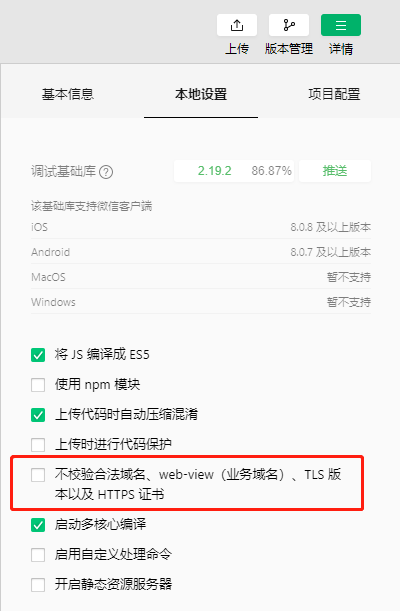 上传 版本管理 详情
基本信息 本地设置 项目配置
调试基础库 ? 2.19.2 86.87% 推送
该基础库支持微信客户端
iOS 8.0.8 及以上版本
Android 8.0.7 及以上版本
MacOS 暂不支持
Windows 暂不支持
将 JS 编译成 ES5
使用 npm 模块
上传代码时自动压缩混淆
上传时进行代码保护
不校验合法域名、web-view（业务域名）、TLS 版
本以及 HTTPS 证书
启动多核心编译
启用自定义处理命令
开启静态资源服务器